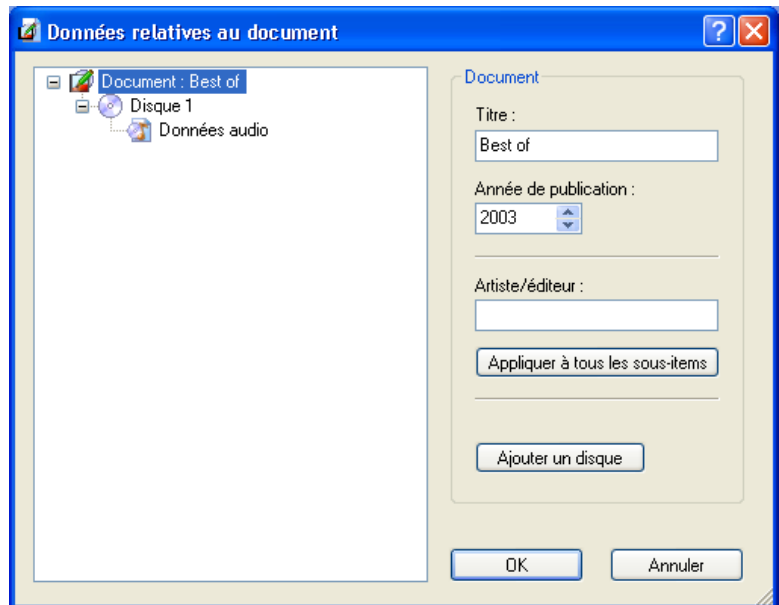 Données relatives au document
Document : Best of
Disque 1
Données audio
Document
Titre :
Best of
Année de publication :
2003
Artiste/éditeur :
Appliquer à tous les sous-items
Ajouter un disque
OK
Annuler